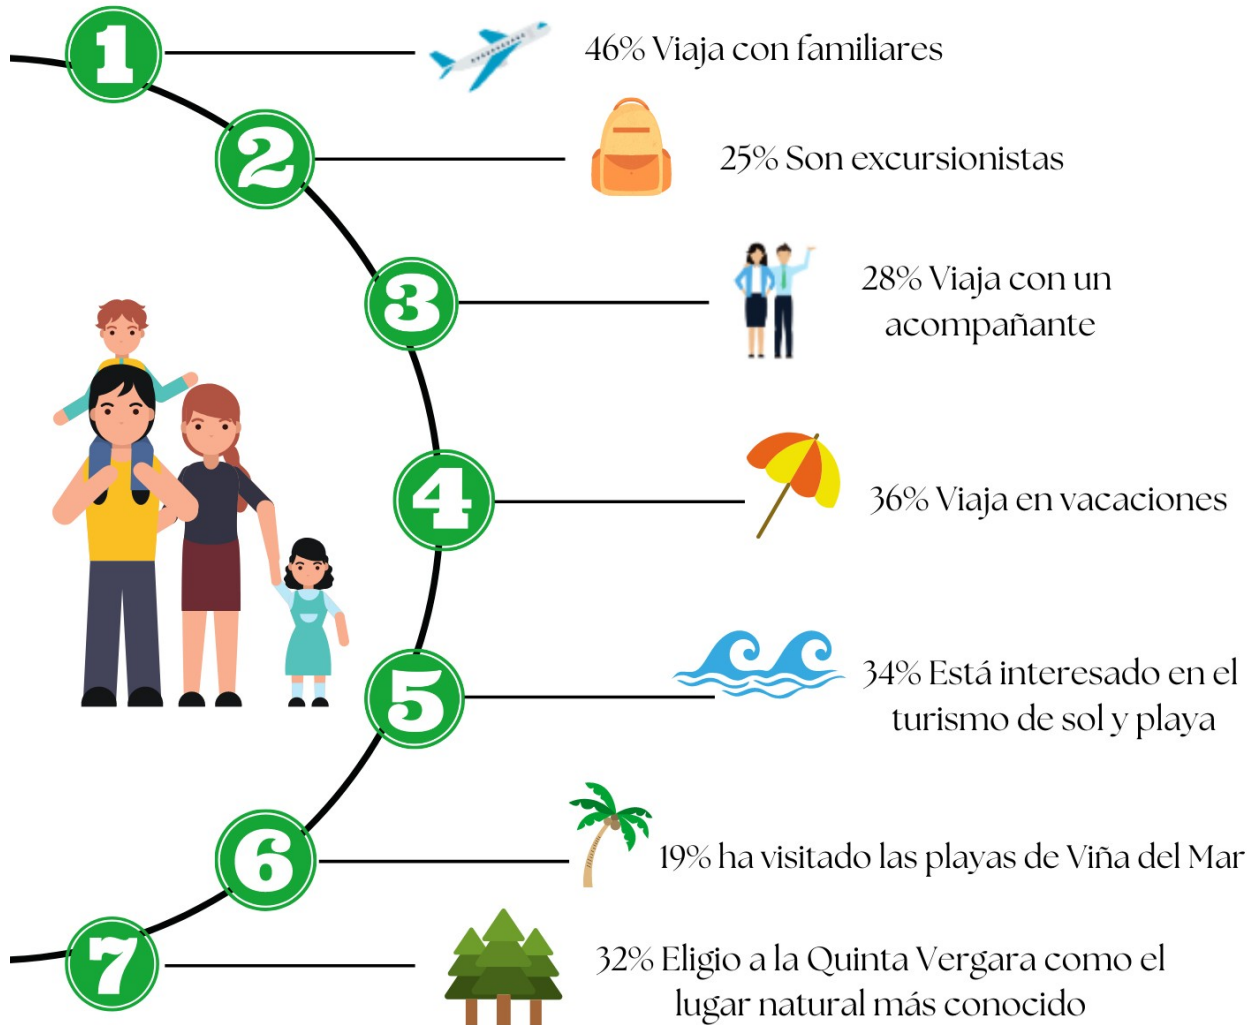 1
46% Viaja con familiares
2
25% Son excursionistas
3
28% Viaja con un
acompañante
4
36% Viaja en vacaciones
5
34% Está interesado en el
turismo de sol y playa
6
19% ha visitado las playas de Viña del Mar
7
32% Eligio a la Quinta Vergara como el
lugar natural más conocido